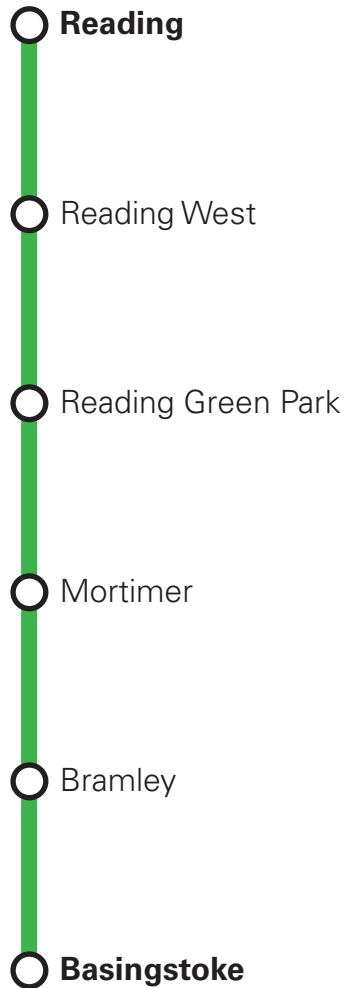 Reading
Reading West
Reading Green Park
Mortimer
Bramley
Basingstoke